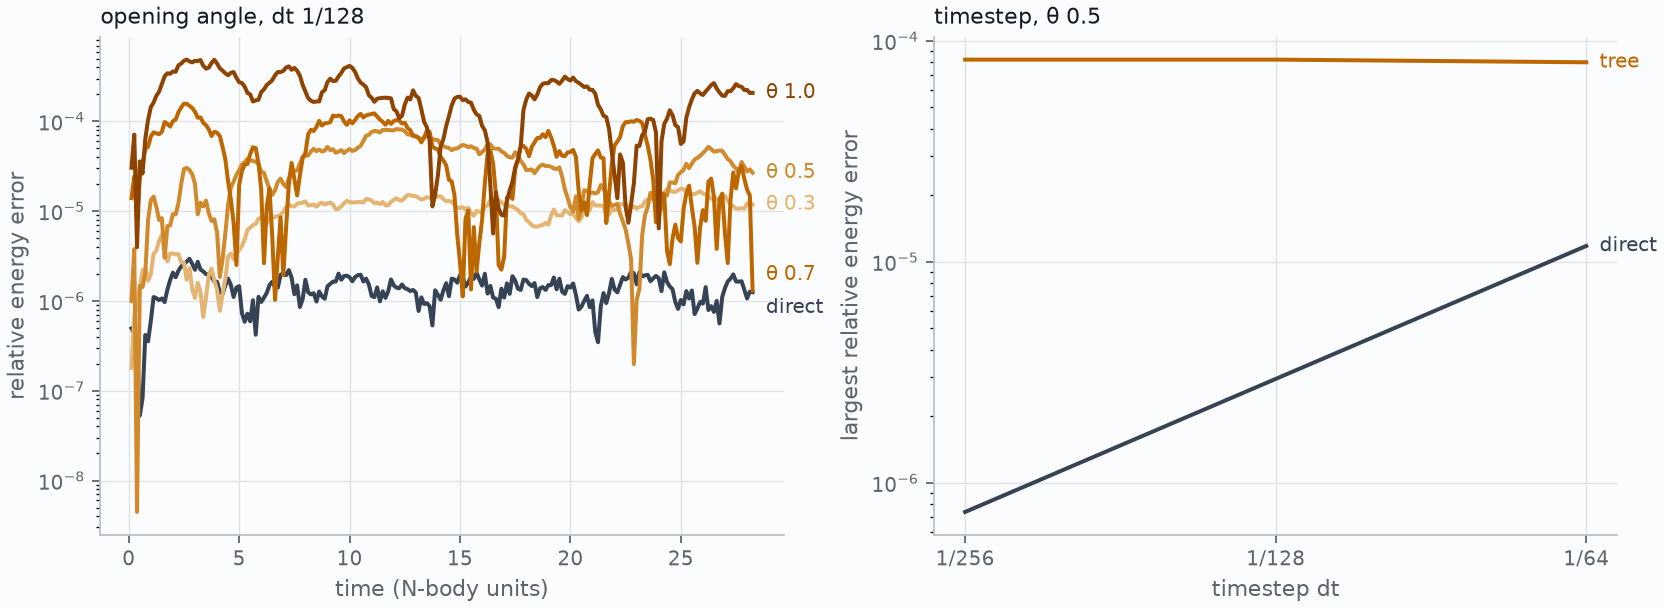 opening angle, dt 1/128
relative energy error
10⁻⁴
10⁻⁵
10⁻⁶
10⁻⁷
10⁻⁸
θ 1.0
θ 0.5
θ 0.3
θ 0.7
direct
0 5 10 15 20 25
time (N-body units)
timestep, θ 0.5
largest relative energy error
10⁻⁴
10⁻⁵
10⁻⁶
tree
direct
1/256 1/128 1/64
timestep dt